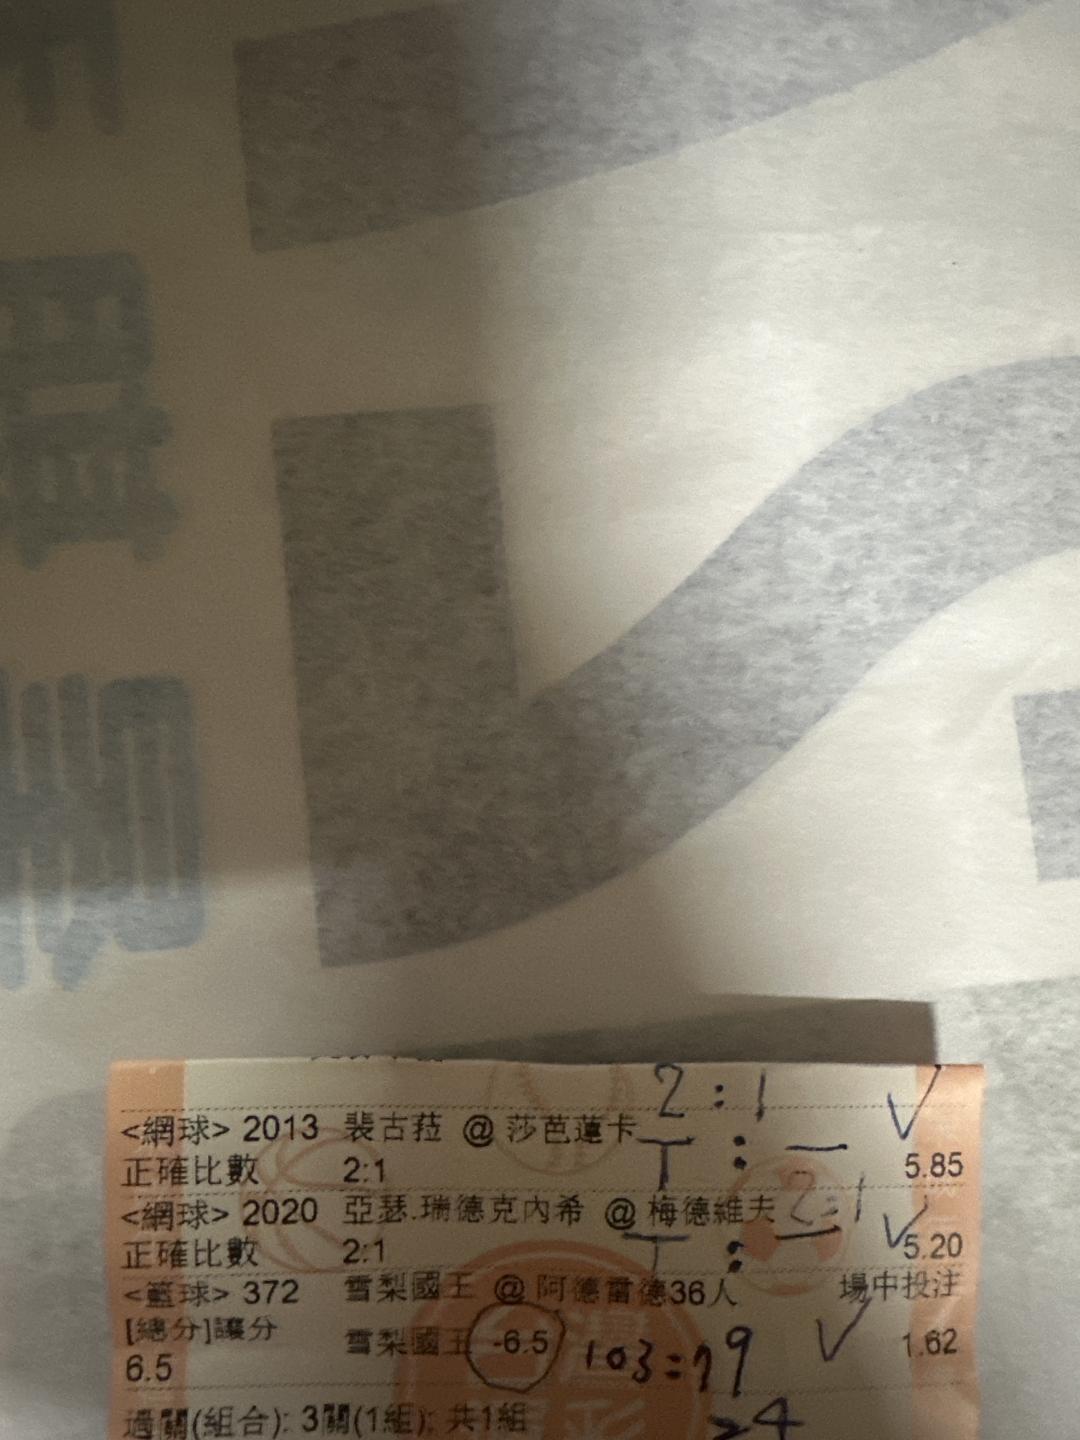 2:1 ✓
<網球> 2013 裴古菈 @ 莎芭蓮卡 T : —
正確比數 2:1 5.85
<網球> 2020 亞瑟.瑞德克內希 @ 梅德維夫 2:1 ✓
正確比數 2:1 T : — 5.20
<籃球> 372 雪梨國王 @ 阿德雷德36人 場中投注
[總分]讓分 雪梨國王 -6.5 103:79 ✓ 1.62
6.5
過關(組合): 3關(1組); 共1組 24